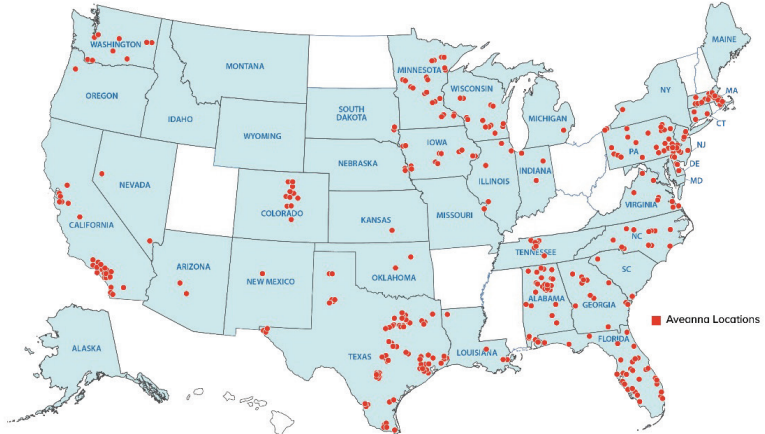 WASHINGTON
MONTANA
MAINE
MINNESOTA
OREGON
IDAHO
SOUTH
DAKOTA
WISCONSIN
MICHIGAN
NY
MA
CT
WYOMING
IOWA
PA
NJ
NEBRASKA
DE
MD
NEVADA
ILLINOIS
INDIANA
COLORADO
KANSAS
MISSOURI
VIRGINIA
CALIFORNIA
NC
TENNESSEE
ARIZONA
NEW MEXICO
OKLAHOMA
SC
ALABAMA
GEORGIA
Aveanna Locations
ALASKA
TEXAS
LOUISIANA
FLORIDA